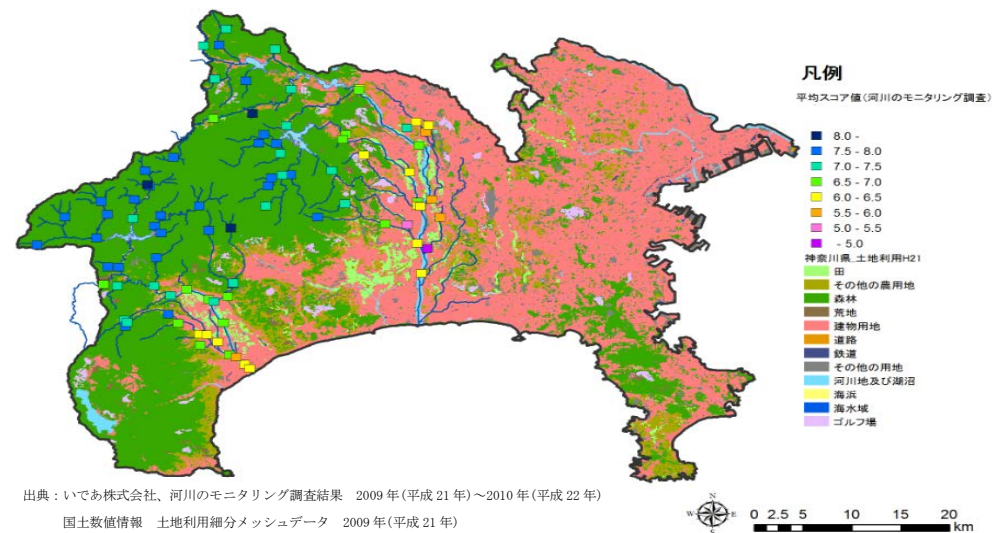 凡例
平均スコア値(河川のモニタリング調査)
8.0 -
7.5 - 8.0
7.0 - 7.5
6.5 - 7.0
6.0 - 6.5
5.5 - 6.0
5.0 - 5.5
- 5.0
神奈川県_土地利用H21
田
その他の農用地
森林
荒地
建物用地
道路
鉄道
その他の用地
河川地及び湖沼
海浜
海水域
ゴルフ場
出典：いであ株式会社、河川のモニタリング調査結果 2009年(平成21年)～2010年(平成22年)
国土数値情報 土地利用細分メッシュデータ 2009年(平成21年)
N
W E
S
0 2.5 5 10 15 20
km